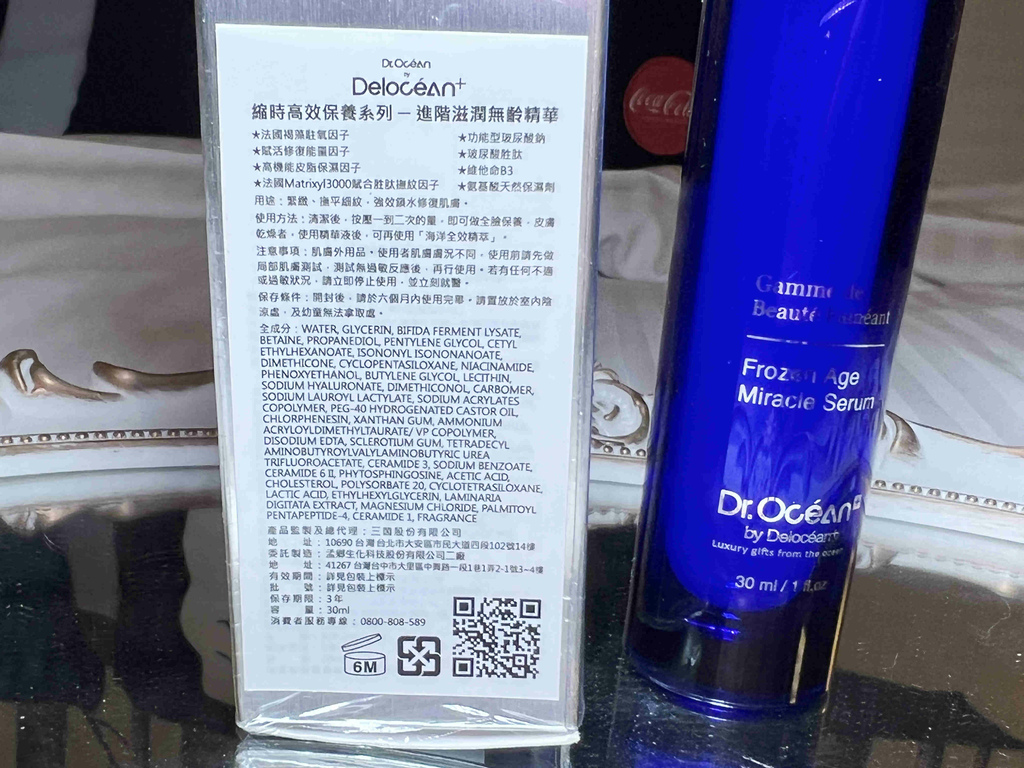 Dr.Océan
by
Delocéan+
縮時高效保養系列 — 進階滋潤無齡精華
★法國褐藻駐氧因子
★功能型玻尿酸鈉
★賦活修復能量因子
★玻尿酸胜肽
★高機能皮脂保濕因子
★維他命B3
★法國Matrixyl3000賦合胜肽撫紋因子
★氨基酸天然保濕劑
用途：緊緻、撫平細紋，強效鎖水修復肌膚。
使用方法：清潔後，按壓一到二次的量，即可做全臉保養，皮膚
乾燥者，使用精華液後，可再使用「海洋全效精萃」。
注意事項：肌膚外用品。使用者肌膚膚況不同，使用前請先做
局部肌膚測試，測試無過敏反應後，再行使用。若有任何不適
或過敏狀況，請立即停止使用，並立刻就醫。
保存條件：開封後，請於六個月內使用完畢。請置放於室內陰
涼處，及幼童無法拿取處。
全成分：WATER, GLYCERIN, BIFIDA FERMENT LYSATE,
BETAINE, PROPANEDIOL, PENTYLENE GLYCOL, CETYL
ETHYLHEXANOATE, ISONONYL ISONONANOATE,
DIMETHICONE, CYCLOPENTASILOXANE, NIACINAMIDE,
PHENOXYETHANOL, BUTYLENE GLYCOL, LECITHIN,
SODIUM HYALURONATE, DIMETHICONOL, CARBOMER,
SODIUM LAUROYL LACTYLATE, SODIUM ACRYLATES
COPOLYMER, PEG-40 HYDROGENATED CASTOR OIL,
CHLORPHENESIN, XANTHAN GUM, AMMONIUM
ACRYLOYLDIMETHYLTAURATE/ VP COPOLYMER,
DISODIUM EDTA, SCLEROTIUM GUM, TETRADECYL
AMINOBUTYROYLVALYLAMINOBUTYRIC UREA
TRIFLUOROACETATE, CERAMIDE 3, SODIUM BENZOATE,
CERAMIDE 6 II, PHYTOSPHINGOSINE, ACETIC ACID,
CHOLESTEROL, POLYSORBATE 20, CYCLOTETRASILOXANE,
LACTIC ACID, ETHYLHEXYLGLYCERIN, LAMINARIA
DIGITATA EXTRACT, MAGNESIUM CHLORIDE, PALMITOYL
PENTAPEPTIDE-4, CERAMIDE 1, FRAGRANCE
產品監製及總代理：三茵股份有限公司
地 址：10690 台灣台北市大安區市民大道四段102號14樓
委託製造：孟鄉生化科技股份有限公司二廠
地 址：41267 台灣台中市大里區中興路一段1巷1弄2-1號3~4樓
有效期間：詳見包裝上標示
批 號：詳見包裝上標示
保存期限：3 年
容 量：30ml
消費者服務專線：0800-808-589
6M
Coca-Cola
Gamme de
Beauté
Frozen Age
Miracle Serum
Dr.Océan+
by Delocéan+
Luxury gifts from the ocean
30 ml / 1 fl.oz